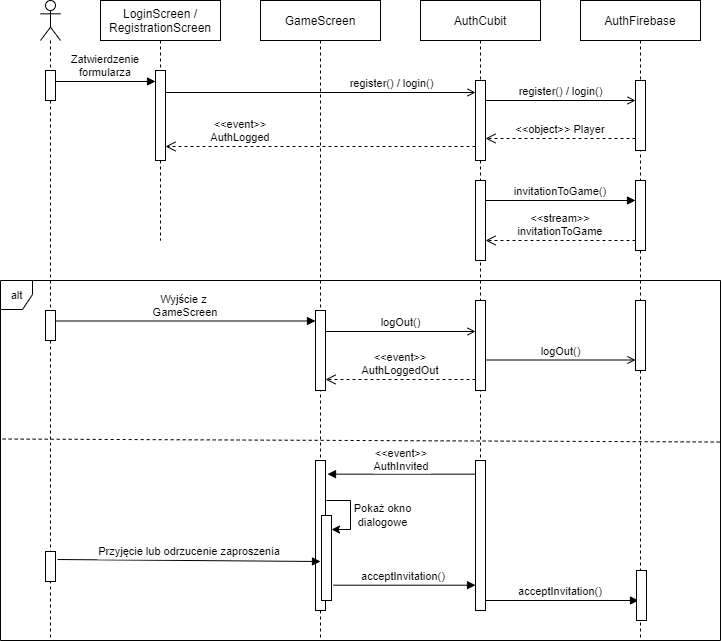 LoginScreen /
RegistrationScreen
GameScreen
AuthCubit
AuthFirebase
Zatwierdzenie
formularza
register() / login()
register() / login()
<<event>>
AuthLogged
<<object>> Player
invitationToGame()
<<stream>>
invitationToGame
alt
Wyjście z
GameScreen
logOut()
logOut()
<<event>>
AuthLoggedOut
<<event>>
AuthInvited
Pokaż okno
dialogowe
Przyjęcie lub odrzucenie zaproszenia
acceptInvitation()
acceptInvitation()